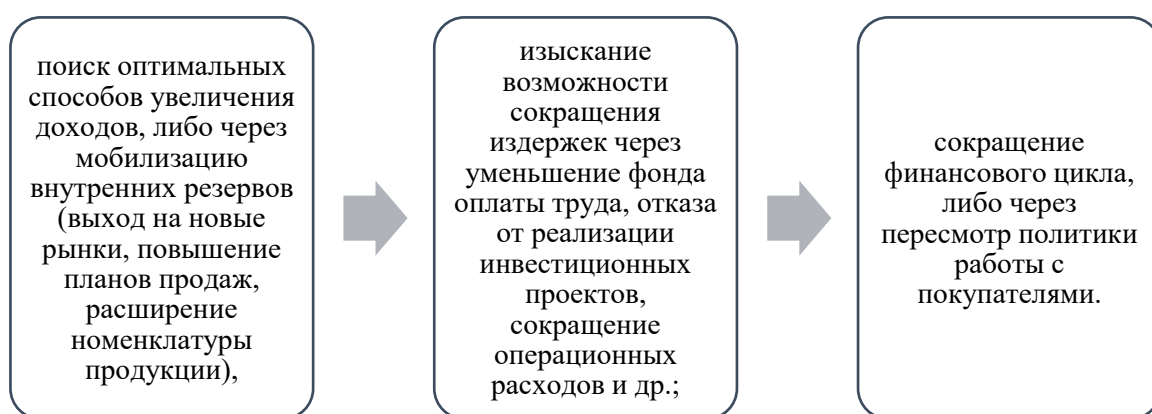 поиск оптимальных
способов увеличения
доходов, либо через
мобилизацию
внутренних резервов
(выход на новые
рынки, повышение
планов продаж,
расширение
номенклатуры
продукции),
изыскание
возможности
сокращения
издержек через
уменьшение фонда
оплаты труда, отказа
от реализации
инвестиционных
проектов,
сокращение
операционных
расходов и др.;
сокращение
финансового цикла,
либо через
пересмотр политики
работы с
покупателями.